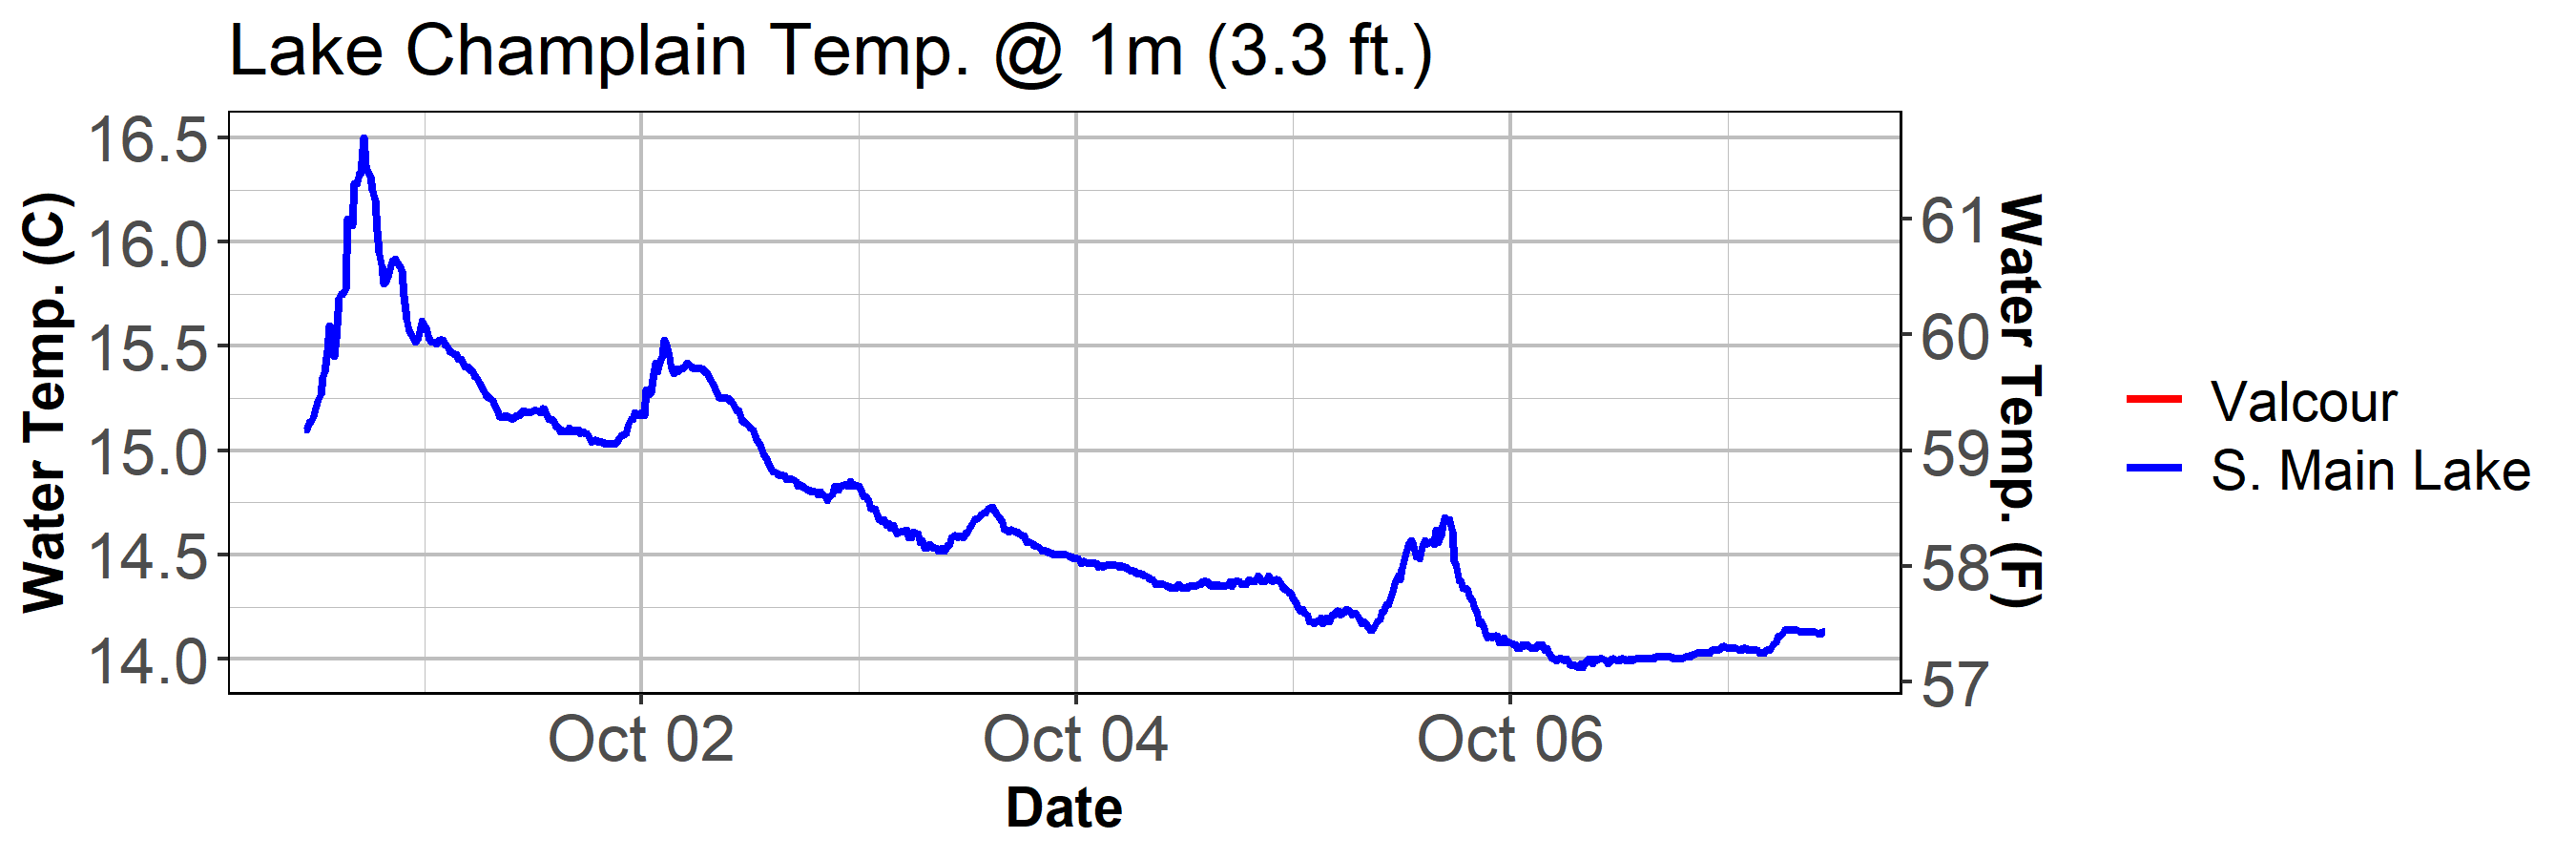 Lake Champlain Temp. @ 1m (3.3 ft.)
Water Temp. (C)
16.5
16.0
15.5
15.0
14.5
14.0
61
60
59
58
57
Water Temp. (F)
Oct 02
Oct 04
Oct 06
Date
Valcour
S. Main Lake